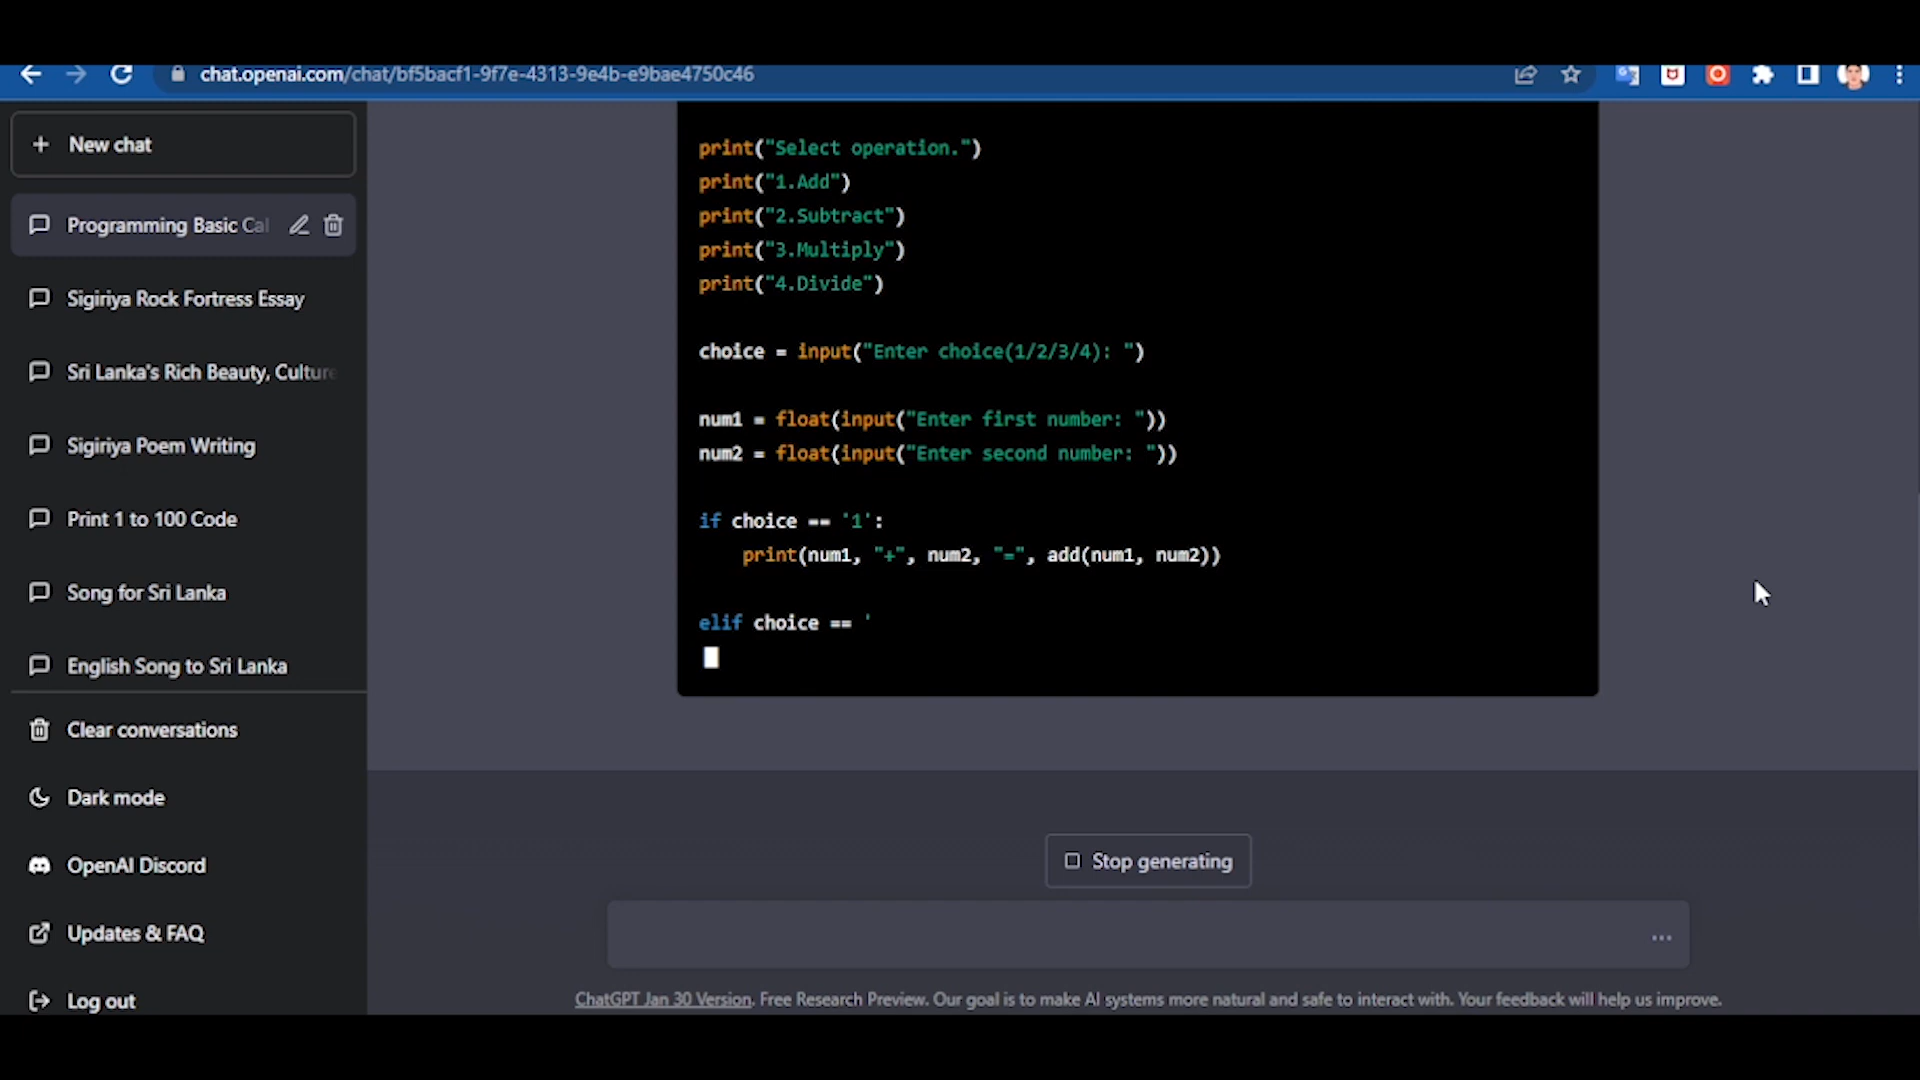 chat.openai.com/chat/bf5bacf1-9f7e-4313-9e4b-e9bae4750c46
New chat
Programming Basic Cal
Sigiriya Rock Fortress Essay
Sri Lanka's Rich Beauty, Culture
Sigiriya Poem Writing
Print 1 to 100 Code
Song for Sri Lanka
English Song to Sri Lanka
Clear conversations
Dark mode
OpenAI Discord
Updates & FAQ
Log out
print("Select operation.")
print("1.Add")
print("2.Subtract")
print("3.Multiply")
print("4.Divide")
choice = input("Enter choice(1/2/3/4): ")
num1 = float(input("Enter first number: "))
num2 = float(input("Enter second number: "))
if choice == '1':
    print(num1, "+", num2, "=", add(num1, num2))
elif choice == '
Stop generating
ChatGPT Jan 30 Version. Free Research Preview. Our goal is to make AI systems more natural and safe to interact with. Your feedback will help us improve.